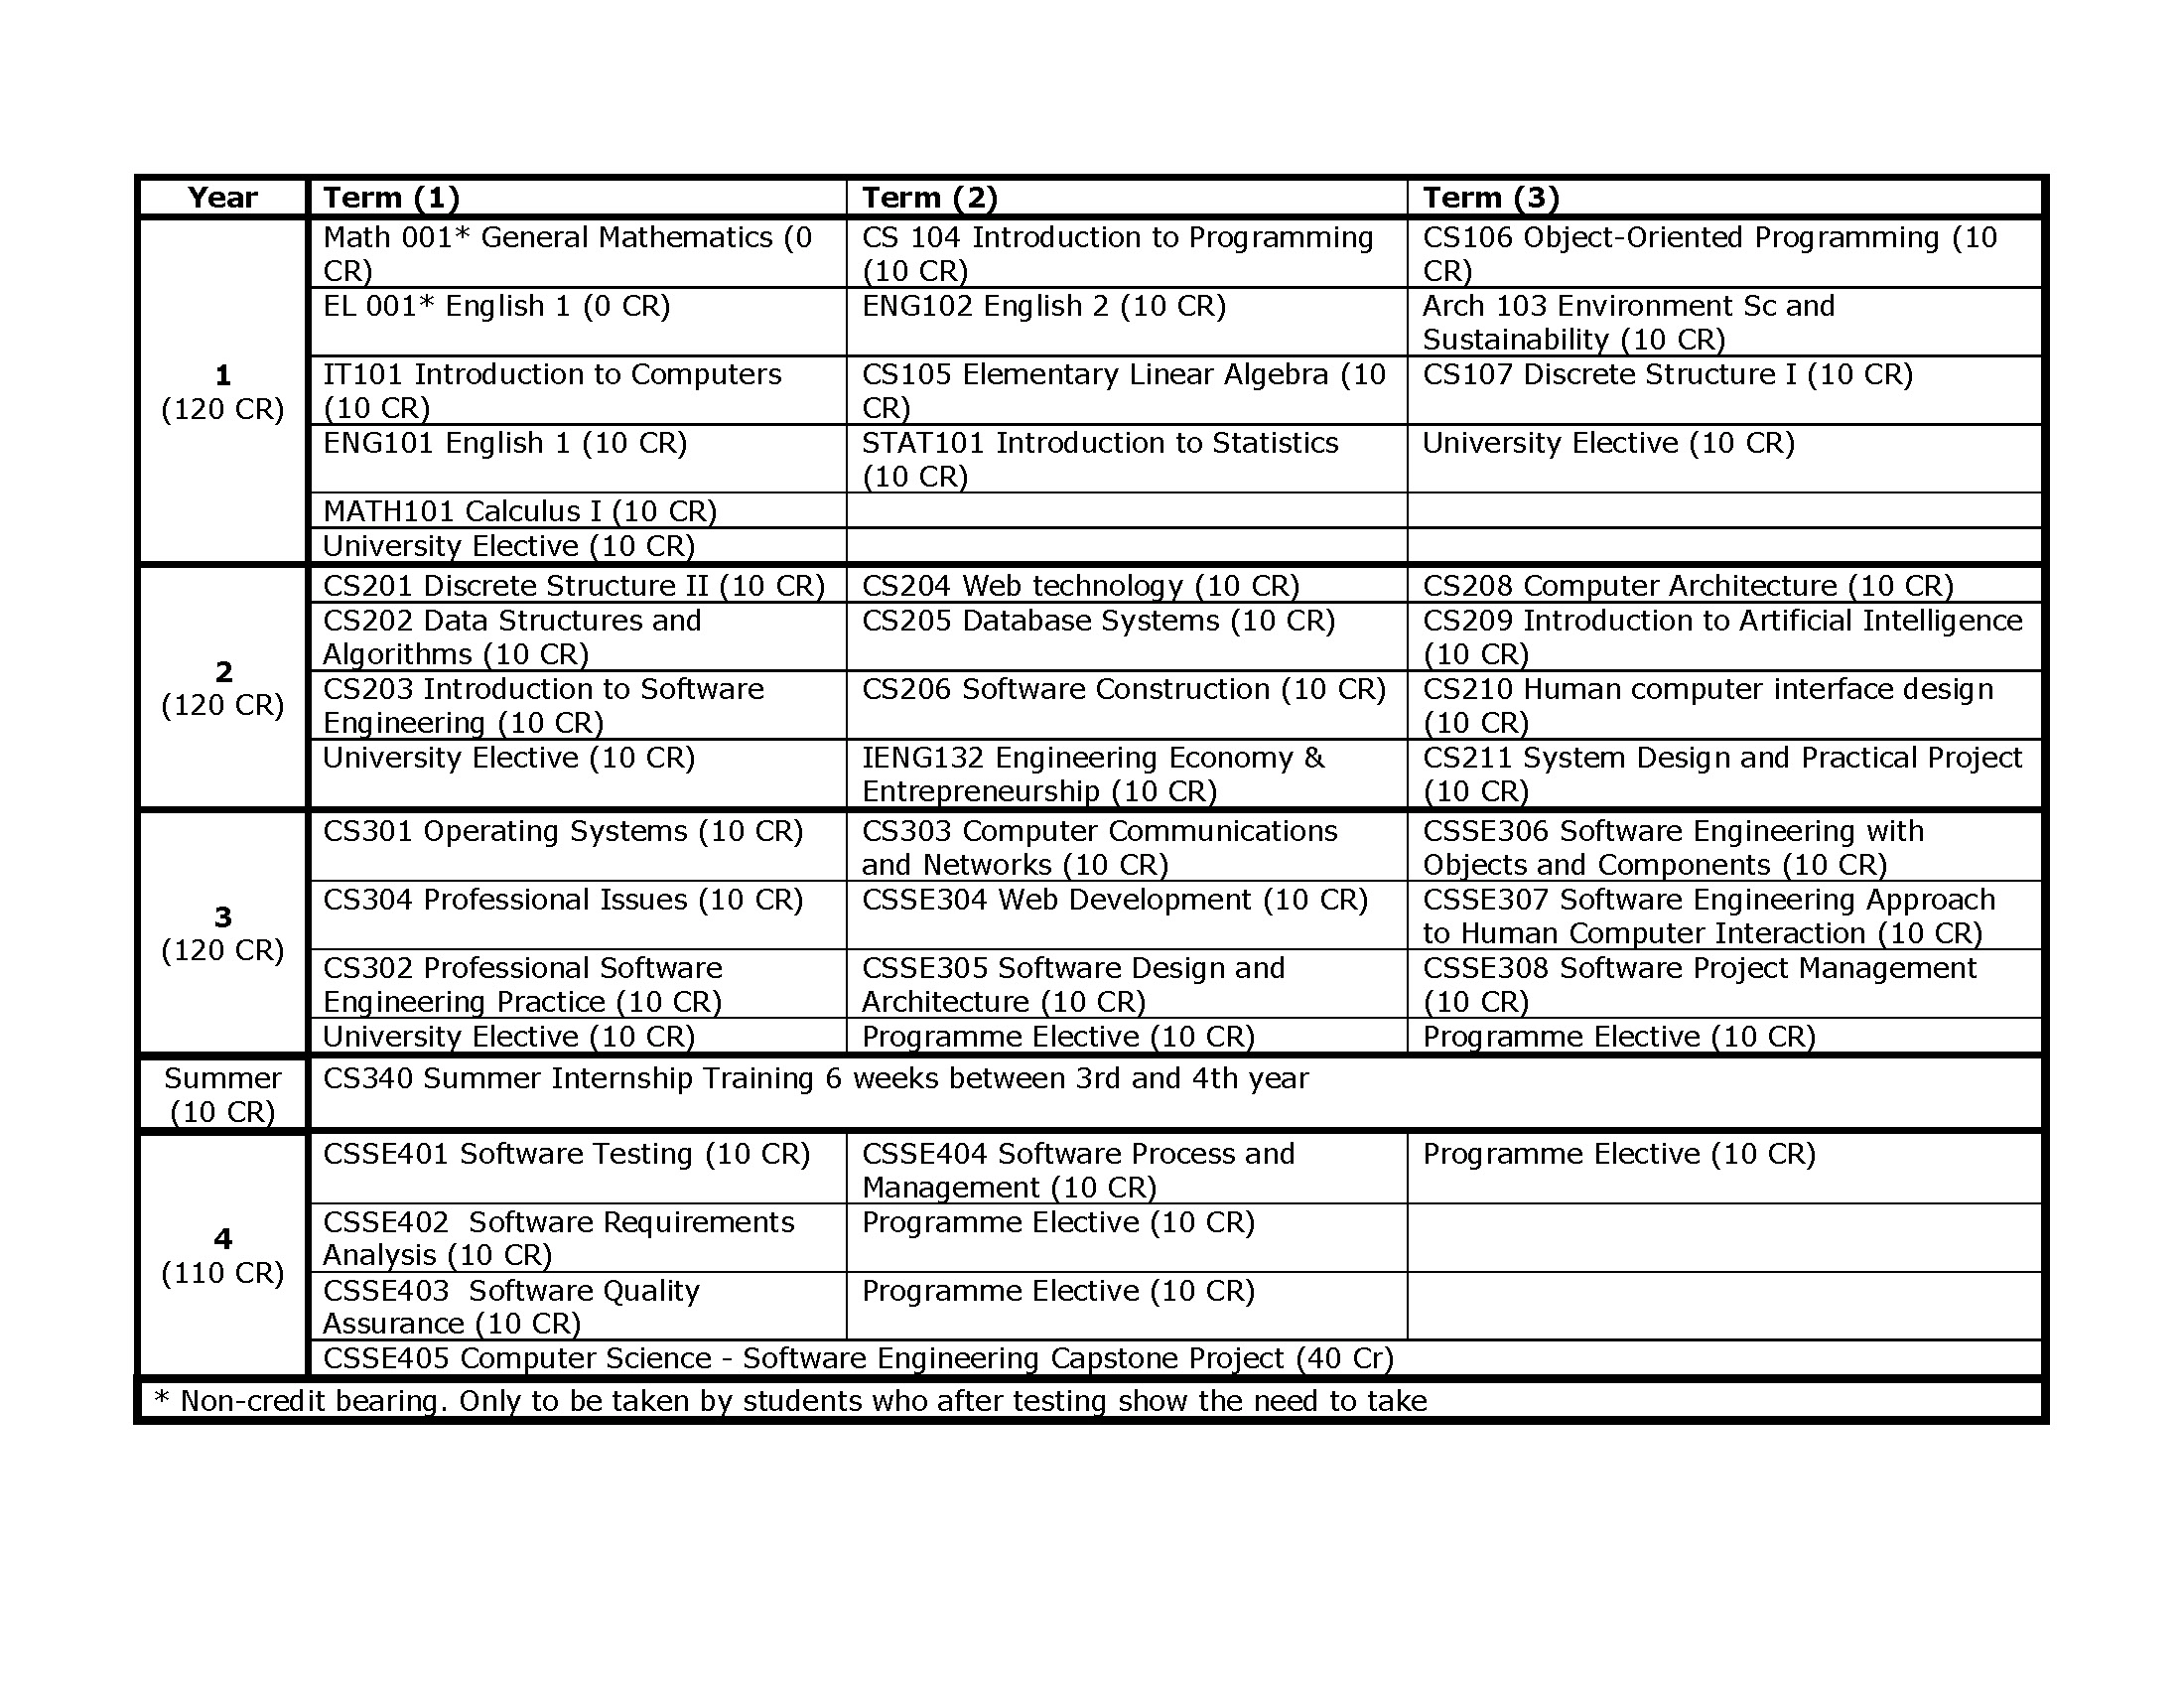 Year Term (1) Term (2) Term (3)
1
(120 CR)
Math 001* General Mathematics (0
CR)
CS 104 Introduction to Programming
(10 CR)
CS106 Object-Oriented Programming (10
CR)
EL 001* English 1 (0 CR)
ENG102 English 2 (10 CR)
Arch 103 Environment Sc and
Sustainability (10 CR)
IT101 Introduction to Computers
(10 CR)
CS105 Elementary Linear Algebra (10
CR)
CS107 Discrete Structure I (10 CR)
ENG101 English 1 (10 CR)
STAT101 Introduction to Statistics
(10 CR)
University Elective (10 CR)
MATH101 Calculus I (10 CR)
University Elective (10 CR)
2
(120 CR)
CS201 Discrete Structure II (10 CR)
CS204 Web technology (10 CR)
CS208 Computer Architecture (10 CR)
CS202 Data Structures and
Algorithms (10 CR)
CS205 Database Systems (10 CR)
CS209 Introduction to Artificial Intelligence
(10 CR)
CS203 Introduction to Software
Engineering (10 CR)
CS206 Software Construction (10 CR)
CS210 Human computer interface design
(10 CR)
University Elective (10 CR)
IENG132 Engineering Economy &
Entrepreneurship (10 CR)
CS211 System Design and Practical Project
(10 CR)
3
(120 CR)
CS301 Operating Systems (10 CR)
CS303 Computer Communications
and Networks (10 CR)
CSSE306 Software Engineering with
Objects and Components (10 CR)
CS304 Professional Issues (10 CR)
CSSE304 Web Development (10 CR)
CSSE307 Software Engineering Approach
to Human Computer Interaction (10 CR)
CS302 Professional Software
Engineering Practice (10 CR)
CSSE305 Software Design and
Architecture (10 CR)
CSSE308 Software Project Management
(10 CR)
University Elective (10 CR)
Programme Elective (10 CR)
Programme Elective (10 CR)
Summer
(10 CR)
CS340 Summer Internship Training 6 weeks between 3rd and 4th year
4
(110 CR)
CSSE401 Software Testing (10 CR)
CSSE404 Software Process and
Management (10 CR)
Programme Elective (10 CR)
CSSE402  Software Requirements
Analysis (10 CR)
Programme Elective (10 CR)
CSSE403  Software Quality
Assurance (10 CR)
Programme Elective (10 CR)
CSSE405 Computer Science - Software Engineering Capstone Project (40 Cr)
* Non-credit bearing. Only to be taken by students who after testing show the need to take